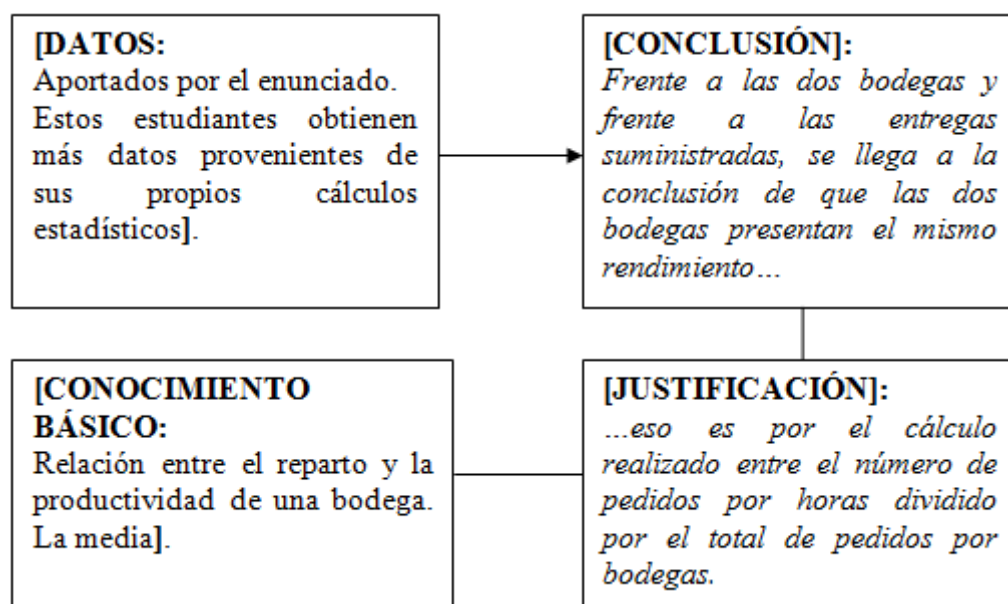 [DATOS:
Aportados por el enunciado.
Estos estudiantes obtienen
más datos provenientes de
sus propios cálculos
estadísticos].
[CONCLUSIÓN]:
Frente a las dos bodegas y
frente a las entregas
suministradas, se llega a la
conclusión de que las dos
bodegas presentan el mismo
rendimiento…
[CONOCIMIENTO
BÁSICO:
Relación entre el reparto y la
productividad de una bodega.
La media].
[JUSTIFICACIÓN]:
…eso es por el cálculo
realizado entre el número de
pedidos por horas dividido
por el total de pedidos por
bodegas.